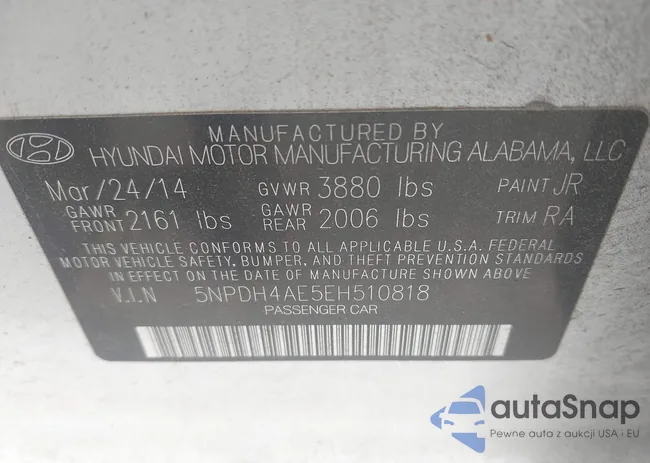 MANUFACTURED BY
HYUNDAI MOTOR MANUFACTURING ALABAMA, LLC
Mar/24/14 GVWR 3880 lbs PAINT JR
GAWR FRONT 2161 lbs GAWR REAR 2006 lbs TRIM RA
THIS VEHICLE CONFORMS TO ALL APPLICABLE U.S.A. FEDERAL
MOTOR VEHICLE SAFETY, BUMPER, AND THEFT PREVENTION STANDARDS
IN EFFECT ON THE DATE OF MANUFACTURE SHOWN ABOVE
V.I.N 5NPDH4AE5EH510818
PASSENGER CAR
autaSnap
Pewne auta z aukcji USA i EU